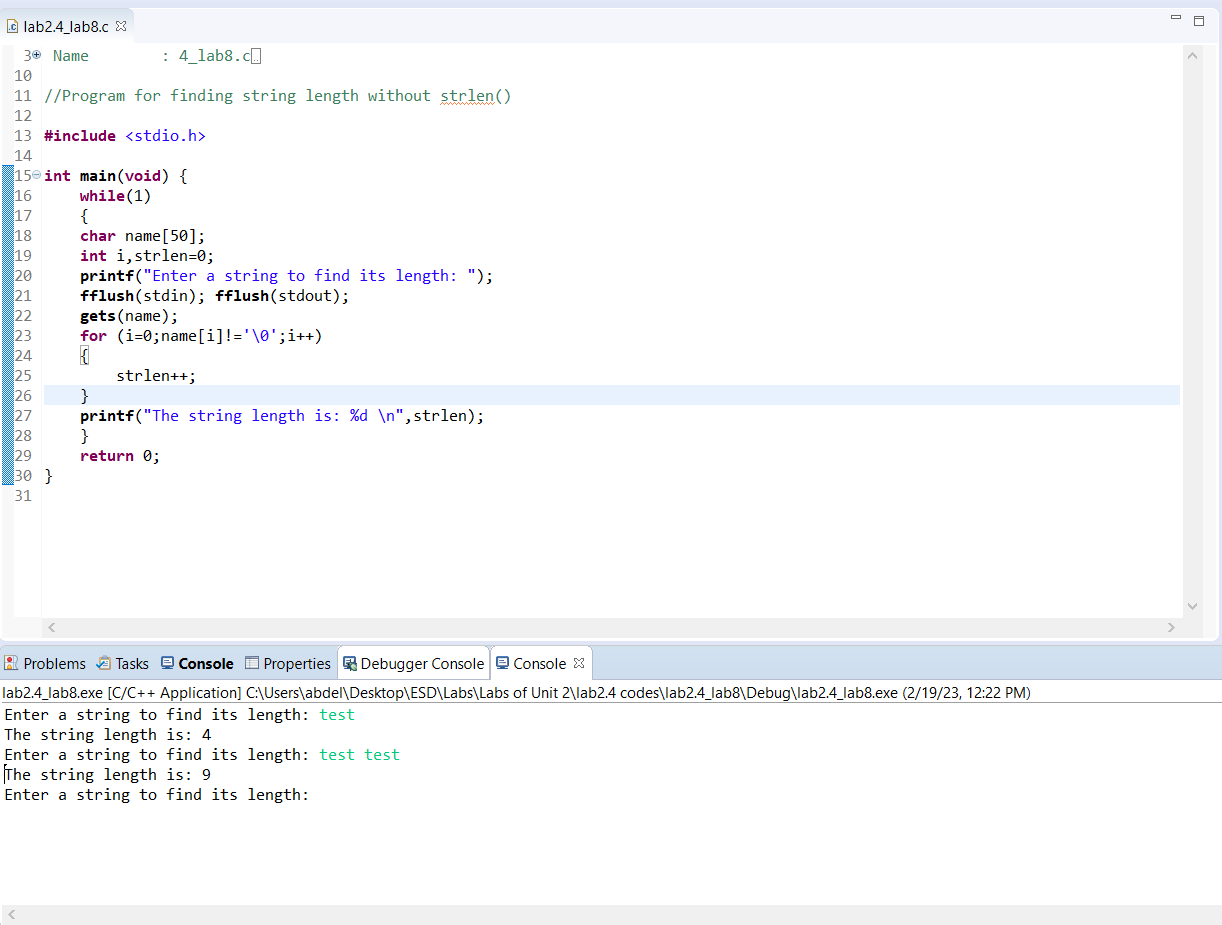 lab2.4_lab8.c
3 Name        : 4_lab8.c
10
11 //Program for finding string length without strlen()
12
13 #include <stdio.h>
14
15 int main(void) {
16     while(1)
17     {
18     char name[50];
19     int i,strlen=0;
20     printf("Enter a string to find its length: ");
21     fflush(stdin); fflush(stdout);
22     gets(name);
23     for (i=0;name[i]!='\0';i++)
24     {
25         strlen++;
26     }
27     printf("The string length is: %d \n",strlen);
28     }
29     return 0;
30 }
31
Problems Tasks Console Properties Debugger Console Console
lab2.4_lab8.exe [C/C++ Application] C:\Users\abdel\Desktop\ESD\Labs\Labs of Unit 2\lab2.4 codes\lab2.4_lab8\Debug\lab2.4_lab8.exe (2/19/23, 12:22 PM)
Enter a string to find its length: test
The string length is: 4
Enter a string to find its length: test test
The string length is: 9
Enter a string to find its length: